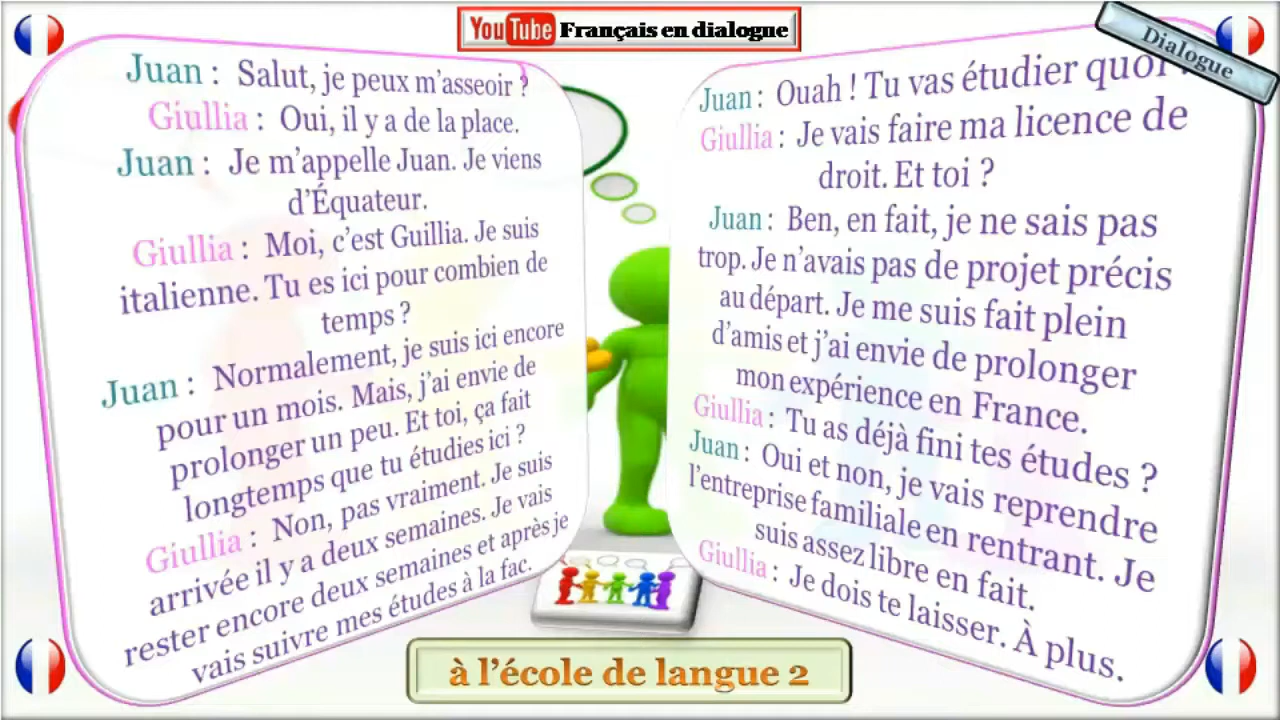 YouTube Français en dialogue
Dialogue
Juan : Salut, je peux m'asseoir ?
Giullia : Oui, il y a de la place.
Juan : Je m'appelle Juan. Je viens
d'Équateur.
Giullia : Moi, c'est Guillia. Je suis
italienne. Tu es ici pour combien de
temps ?
Juan : Normalement, je suis ici encore
pour un mois. Mais, j'ai envie de
prolonger un peu. Et toi, ça fait
longtemps que tu étudies ici ?
Giullia : Non, pas vraiment. Je suis
arrivée il y a deux semaines. Je vais
rester encore deux semaines et après je
vais suivre mes études à la fac.
Juan : Ouah ! Tu vas étudier quoi ?
Giullia : Je vais faire ma licence de
droit. Et toi ?
Juan : Ben, en fait, je ne sais pas
trop. Je n'avais pas de projet précis
au départ. Je me suis fait plein
d'amis et j'ai envie de prolonger
mon expérience en France.
Giullia : Tu as déjà fini tes études ?
Juan : Oui et non, je vais reprendre
l'entreprise familiale en rentrant. Je
suis assez libre en fait.
Giullia : Je dois te laisser. À plus.
à l'école de langue 2